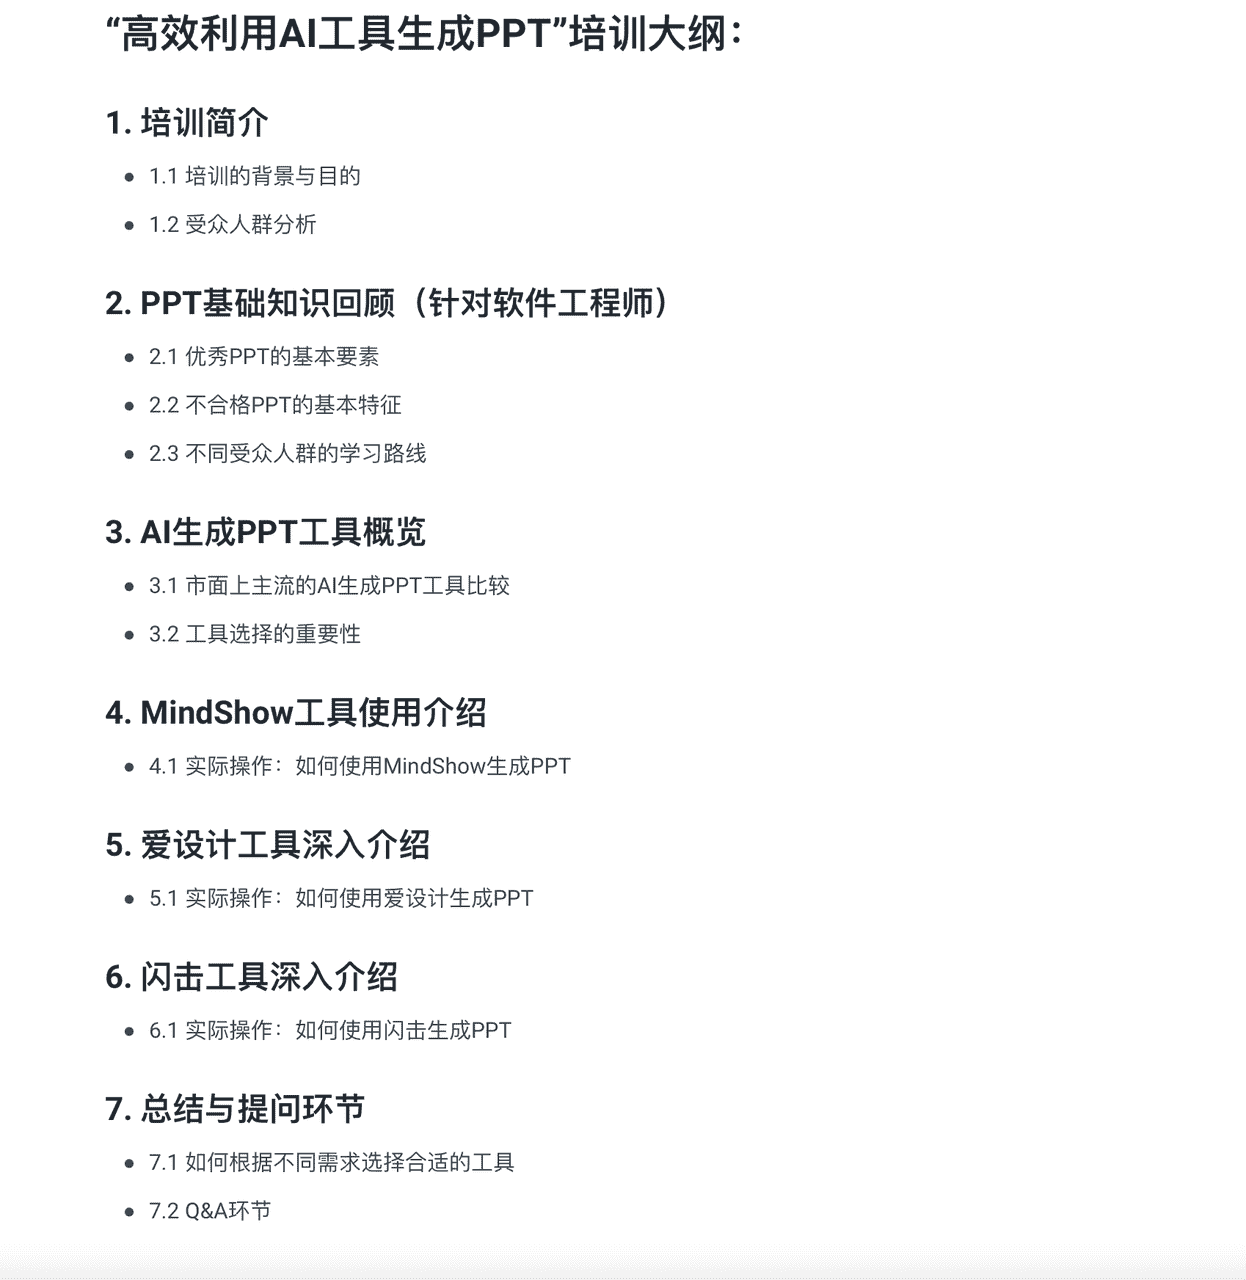 “高效利用AI工具生成PPT”培训大纲：
1. 培训简介
• 1.1 培训的背景与目的
• 1.2 受众人群分析
2. PPT基础知识回顾（针对软件工程师）
• 2.1 优秀PPT的基本要素
• 2.2 不合格PPT的基本特征
• 2.3 不同受众人群的学习路线
3. AI生成PPT工具概览
• 3.1 市面上主流的AI生成PPT工具比较
• 3.2 工具选择的重要性
4. MindShow工具使用介绍
• 4.1 实际操作：如何使用MindShow生成PPT
5. 爱设计工具深入介绍
• 5.1 实际操作：如何使用爱设计生成PPT
6. 闪击工具深入介绍
• 6.1 实际操作：如何使用闪击生成PPT
7. 总结与提问环节
• 7.1 如何根据不同需求选择合适的工具
• 7.2 Q&A环节